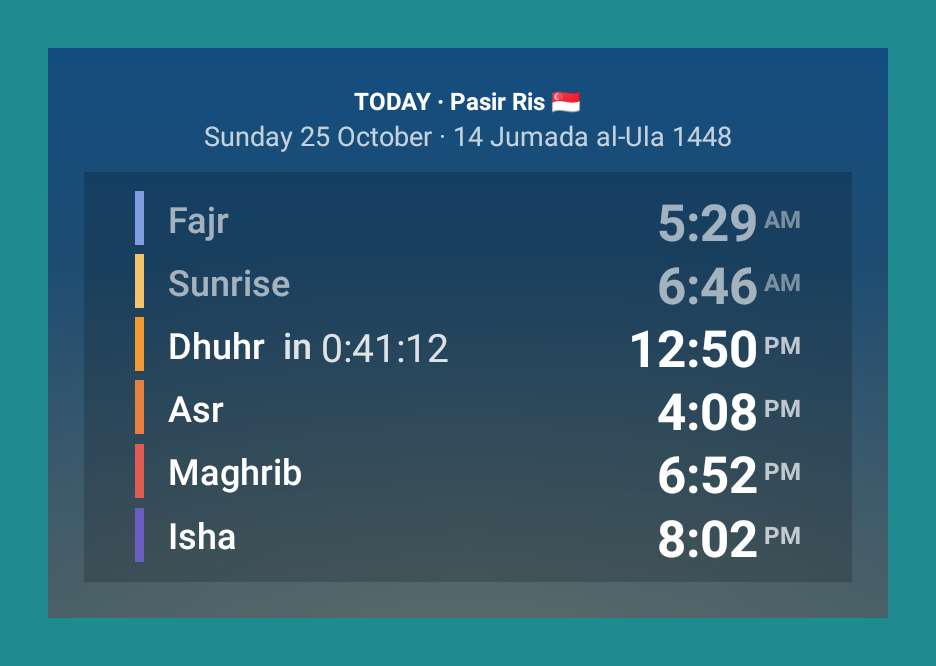 TODAY · Pasir Ris 🇸🇬
Sunday 25 October · 14 Jumada al-Ula 1448
Fajr 5:29 AM
Sunrise 6:46 AM
Dhuhr in 0:41:12 12:50 PM
Asr 4:08 PM
Maghrib 6:52 PM
Isha 8:02 PM